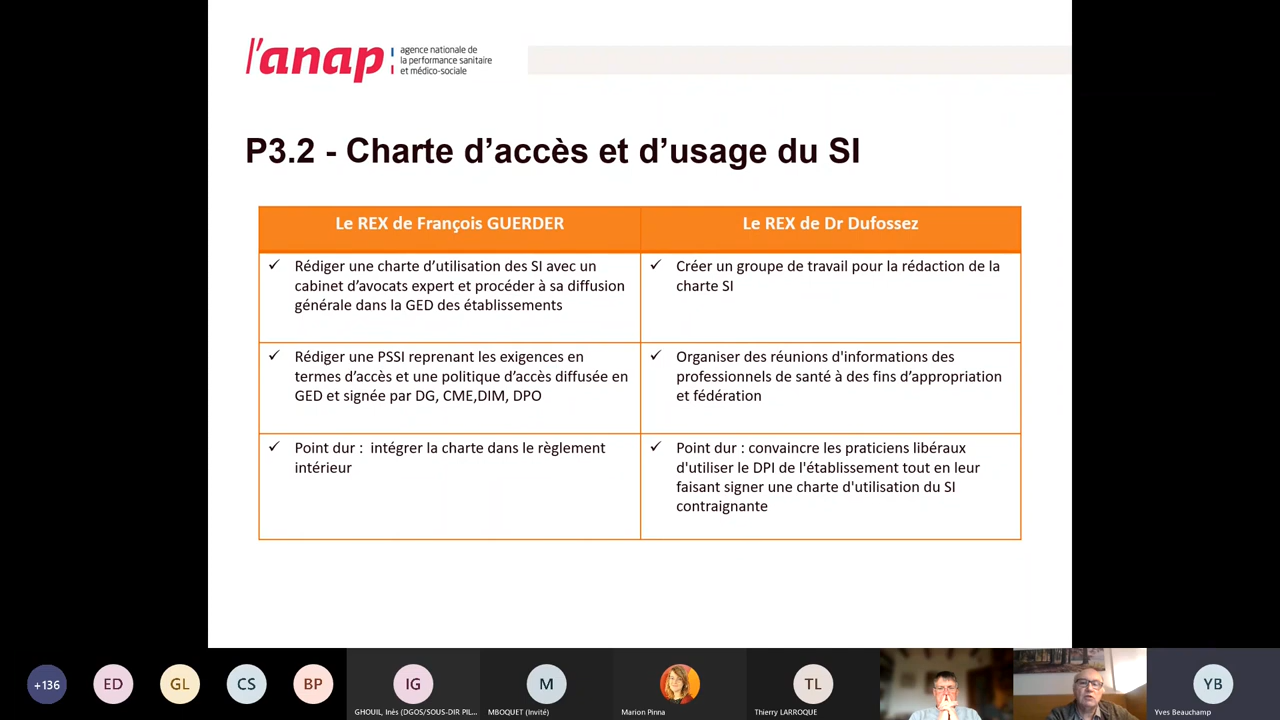 l'anap
agence nationale de
la performance sanitaire
et médico-sociale
P3.2 - Charte d’accès et d’usage du SI
Le REX de François GUERDER
Le REX de Dr Dufossez
Rédiger une charte d’utilisation des SI avec un
cabinet d’avocats expert et procéder à sa diffusion
générale dans la GED des établissements
Créer un groupe de travail pour la rédaction de la
charte SI
Rédiger une PSSI reprenant les exigences en
termes d’accès et une politique d’accès diffusée en
GED et signée par DG, CME,DIM, DPO
Organiser des réunions d'informations des
professionnels de santé à des fins d’appropriation
et fédération
Point dur :  intégrer la charte dans le règlement
intérieur
Point dur : convaincre les praticiens libéraux
d'utiliser le DPI de l'établissement tout en leur
faisant signer une charte d'utilisation du SI
contraignante
+136
ED
GL
CS
BP
IG
M
TL
YB
GHOUIL, Inès (DGOS/SOUS-DIR PIL...
MBOQUET (Invité)
Marion Pinna
Thierry LARROQUE
Yves Beauchamp